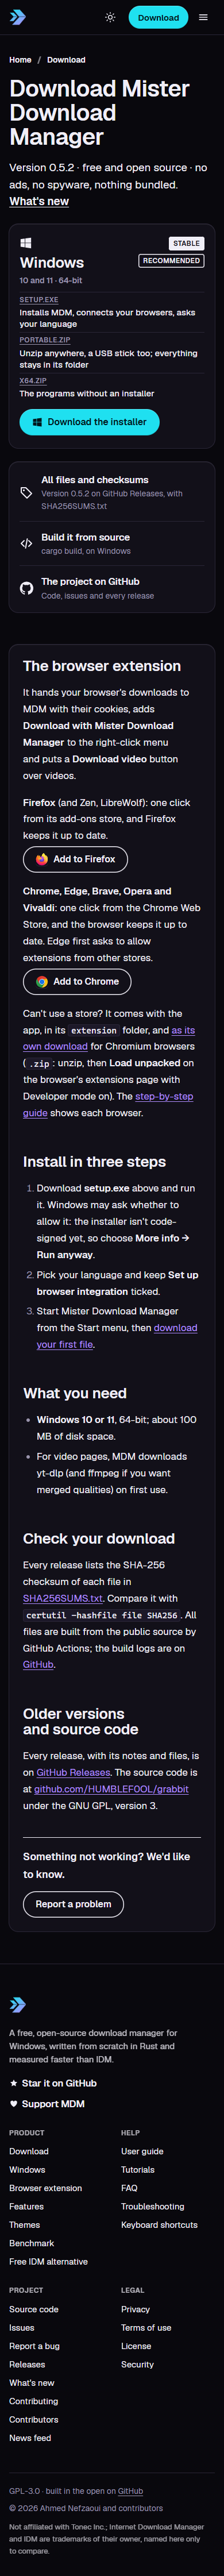 Download
Home / Download
Download Mister
Download
Manager
Version 0.5.2 · free and open source · no
ads, no spyware, nothing bundled.
What's new
STABLE
Windows
RECOMMENDED
10 and 11 · 64-bit
SETUP.EXE
Installs MDM, connects your browsers, asks
your language
PORTABLE.ZIP
Unzip anywhere, a USB stick too; everything
stays in its folder
X64.ZIP
The programs without an installer
Download the installer
All files and checksums
Version 0.5.2 on GitHub Releases, with
SHA256SUMS.txt
Build it from source
cargo build, on Windows
The project on GitHub
Code, issues and every release
The browser extension
It hands your browser's downloads to
MDM with their cookies, adds
Download with Mister Download
Manager to the right-click menu
and puts a Download video button
over videos.
Firefox (and Zen, LibreWolf): one click
from its add-ons store, and Firefox
keeps it up to date.
Add to Firefox
Chrome, Edge, Brave, Opera and
Vivaldi: one click from the Chrome Web
Store, and the browser keeps it up to
date. Edge first asks to allow
extensions from other stores.
Add to Chrome
Can't use a store? It comes with the
app, in its extension folder, and as its
own download for Chromium browsers
(.zip: unzip, then Load unpacked on
the browser's extensions page with
Developer mode on). The step-by-step
guide shows each browser.
Install in three steps
1. Download setup.exe above and run
it. Windows may ask whether to
allow it: the installer isn't code-
signed yet, so choose More info →
Run anyway.
2. Pick your language and keep Set up
browser integration ticked.
3. Start Mister Download Manager
from the Start menu, then download
your first file.
What you need
• Windows 10 or 11, 64-bit; about 100
MB of disk space.
• For video pages, MDM downloads
yt-dlp (and ffmpeg if you want
merged qualities) on first use.
Check your download
Every release lists the SHA-256
checksum of each file in
SHA256SUMS.txt. Compare it with
certutil -hashfile file SHA256. All
files are built from the public source by
GitHub Actions; the build logs are on
GitHub.
Older versions
and source code
Every release, with its notes and files, is
on GitHub Releases. The source code is
at github.com/HUMBLEF0OL/grabbit
under the GNU GPL, version 3.
Something not working? We'd like
to know.
Report a problem
A free, open-source download manager for
Windows, written from scratch in Rust and
measured faster than IDM.
★ Star it on GitHub
♥ Support MDM
PRODUCT
Download
Windows
Browser extension
Features
Themes
Benchmark
Free IDM alternative
HELP
User guide
Tutorials
FAQ
Troubleshooting
Keyboard shortcuts
PROJECT
Source code
Issues
Report a bug
Releases
What's new
Contributing
Contributors
News feed
LEGAL
Privacy
Terms of use
License
Security
GPL-3.0 · built in the open on GitHub
© 2026 Ahmed Nefzaoui and contributors
Not affiliated with Tonec Inc.; Internet Download Manager
and IDM are trademarks of their owner, named here only
to compare.